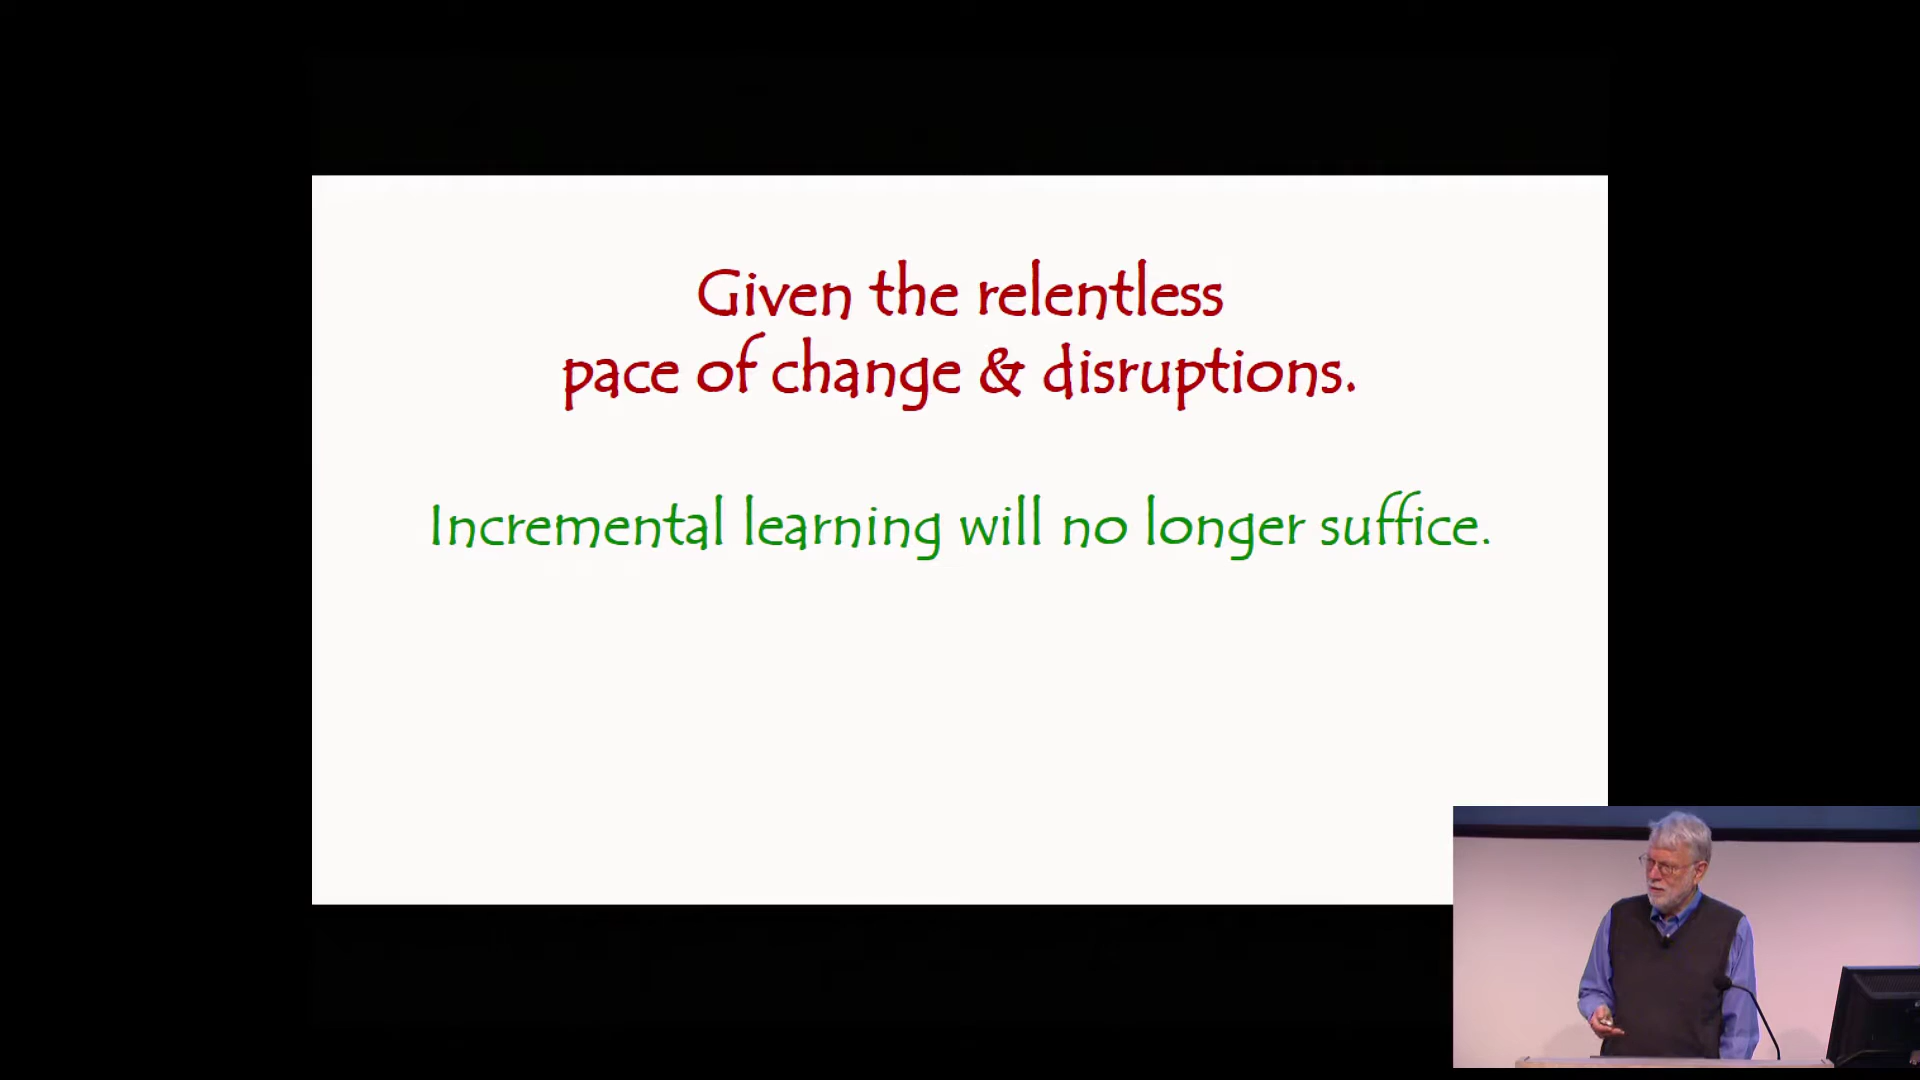 Given the relentless
pace of change & disruptions.
Incremental learning will no longer suffice.